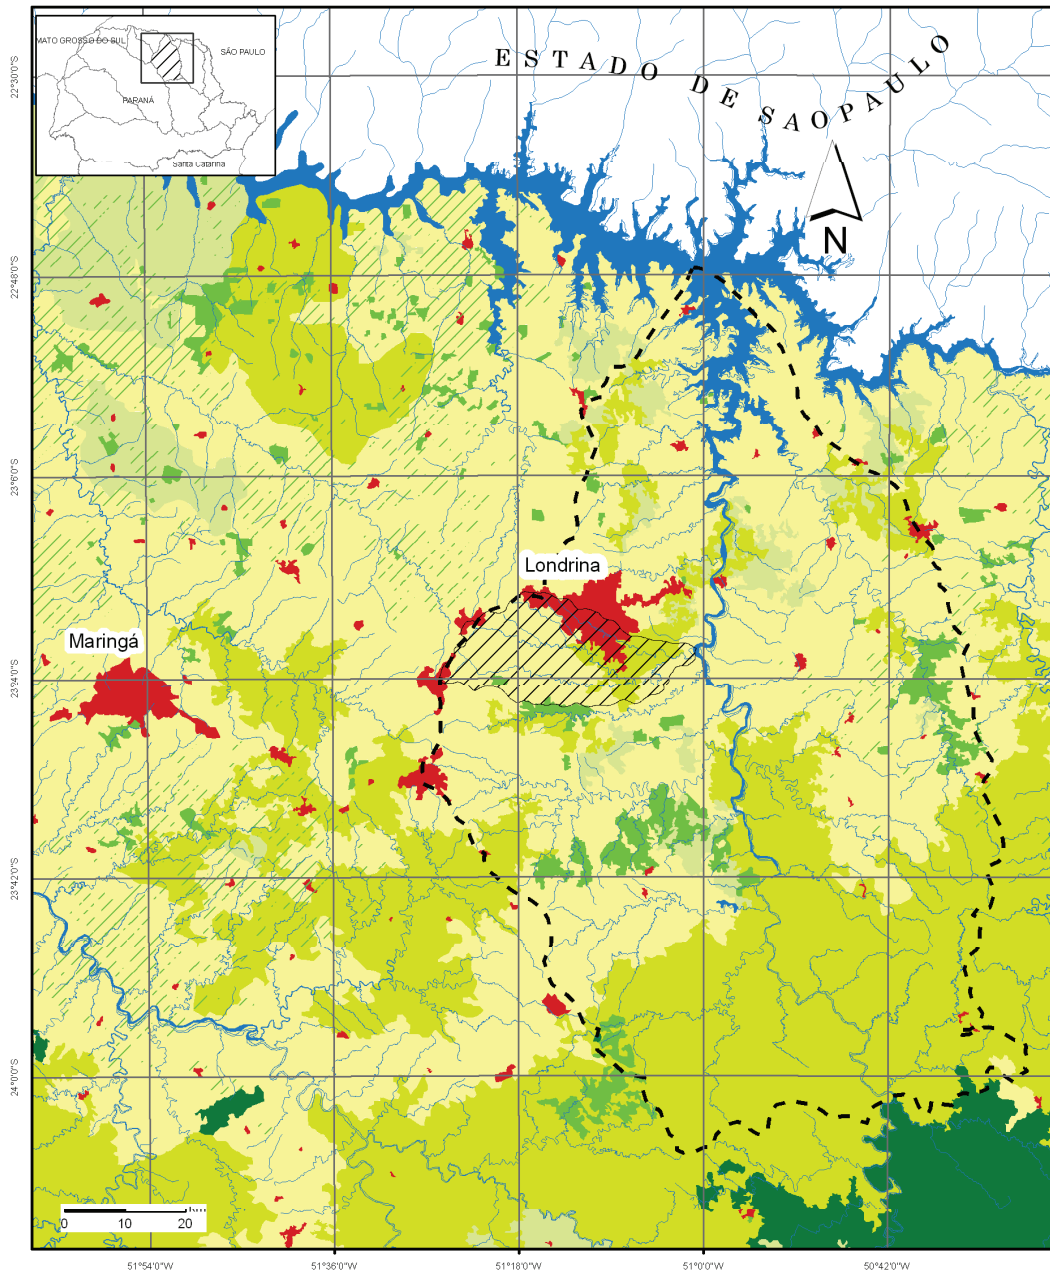 MATO GROSSO DO SUL
SÃO PAULO
PARANÁ
Santa Catarina
ESTADO DE SAOPAULO
N
22°30'0"S
22°48'0"S
23°6'0"S
23°4'0"S
23°42'0"S
24°0'0"S
Londrina
Maringá
0 10 20 km
51°54'0"W 51°36'0"W 51°18'0"W 51°0'0"W 50°42'0"W